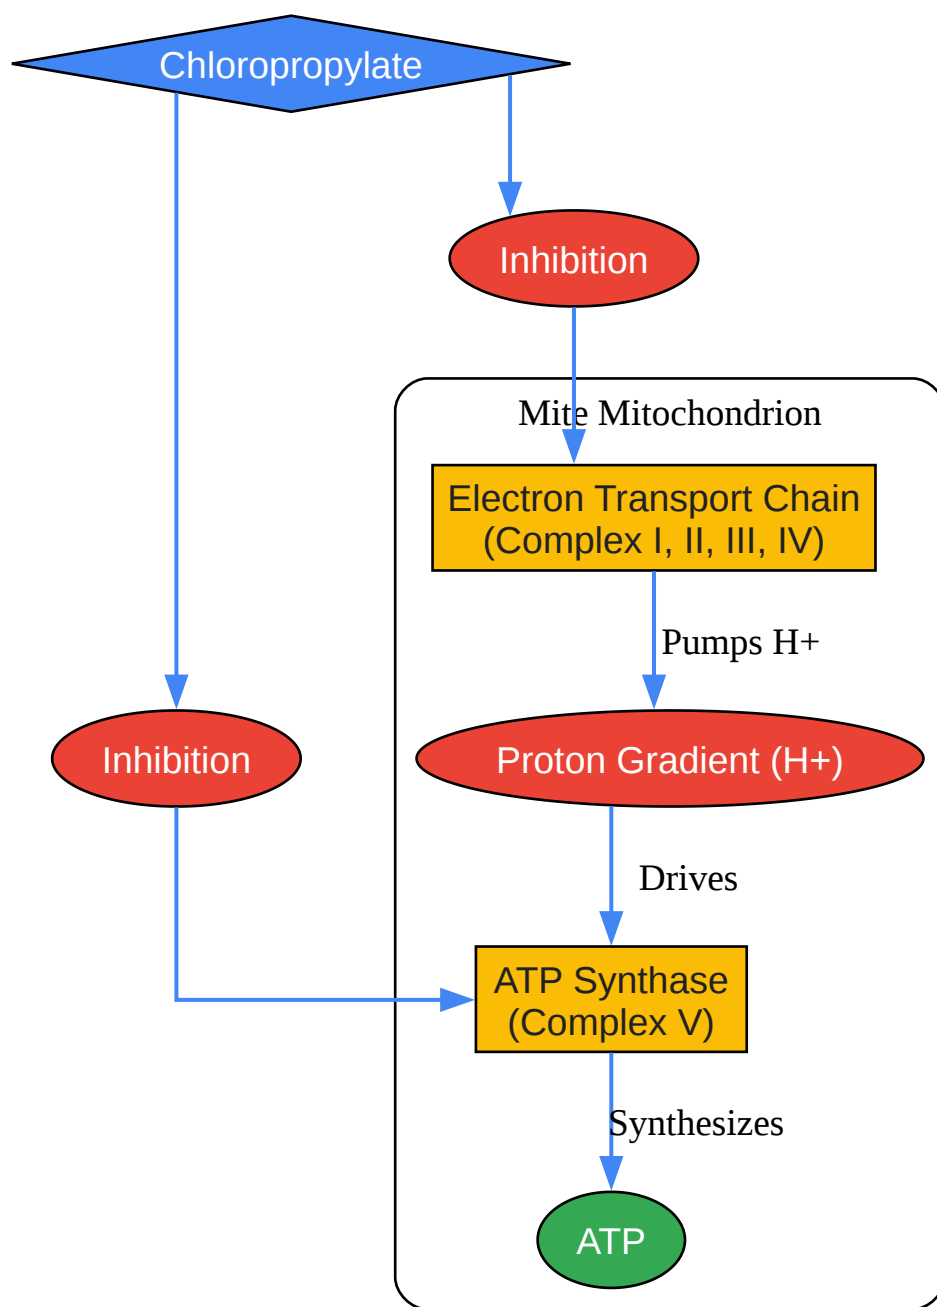 Chloropropylate
Inhibition
Mite Mitochondrion
Electron Transport Chain
(Complex I, II, III, IV)
Pumps H+
Inhibition
Proton Gradient (H+)
Drives
ATP Synthase
(Complex V)
Synthesizes
ATP